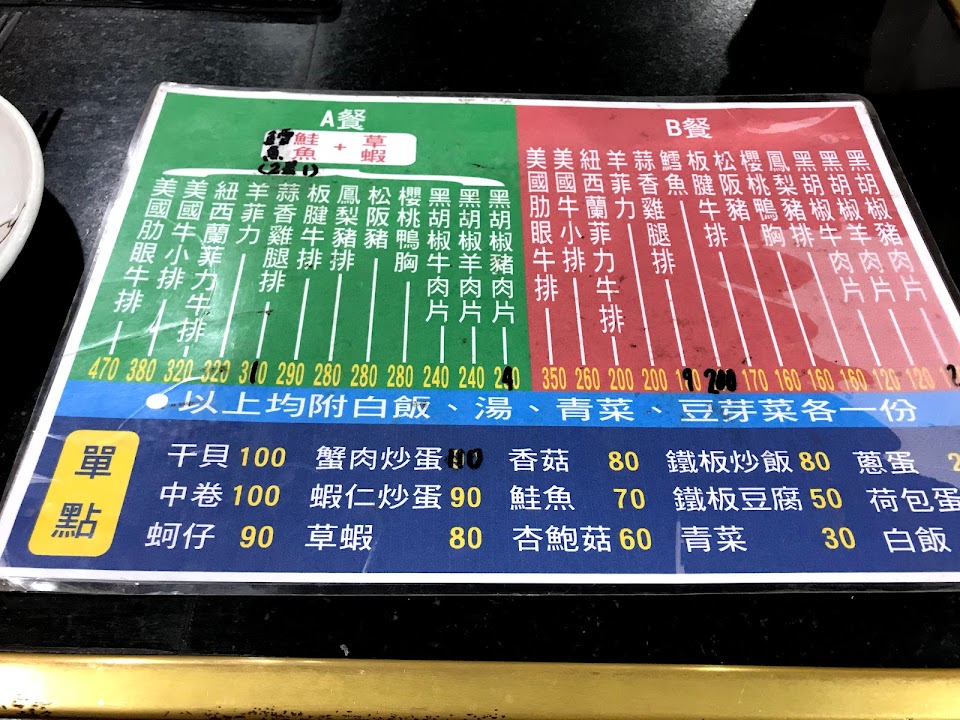 A餐
鮭魚 + 草蝦
(2選1)
美國肋眼牛排 470
美國牛小排 380
紐西蘭菲力牛排 320
羊菲力 320
蒜香雞腿排 310
板腱牛排 290
鳳梨豬排 280
松阪豬 280
櫻桃鴨胸 280
黑胡椒牛肉片 240
黑胡椒羊肉片 240
黑胡椒豬肉片 240
B餐
美國肋眼牛排 350
美國牛小排 260
紐西蘭菲力牛排 200
羊菲力 200
蒜香雞腿排 190
鱈魚 200
板腱牛排 170
松阪豬 160
櫻桃鴨胸 160
鳳梨豬排 160
黑胡椒牛肉片 120
黑胡椒羊肉片 120
黑胡椒豬肉片
●以上均附白飯、湯、青菜、豆芽菜各一份
單點
干貝 100 蟹肉炒蛋 香菇 80 鐵板炒飯 80 蔥蛋
中卷 100 蝦仁炒蛋 90 鮭魚 70 鐵板豆腐 50 荷包蛋
蚵仔 90 草蝦 80 杏鮑菇 60 青菜 30 白飯